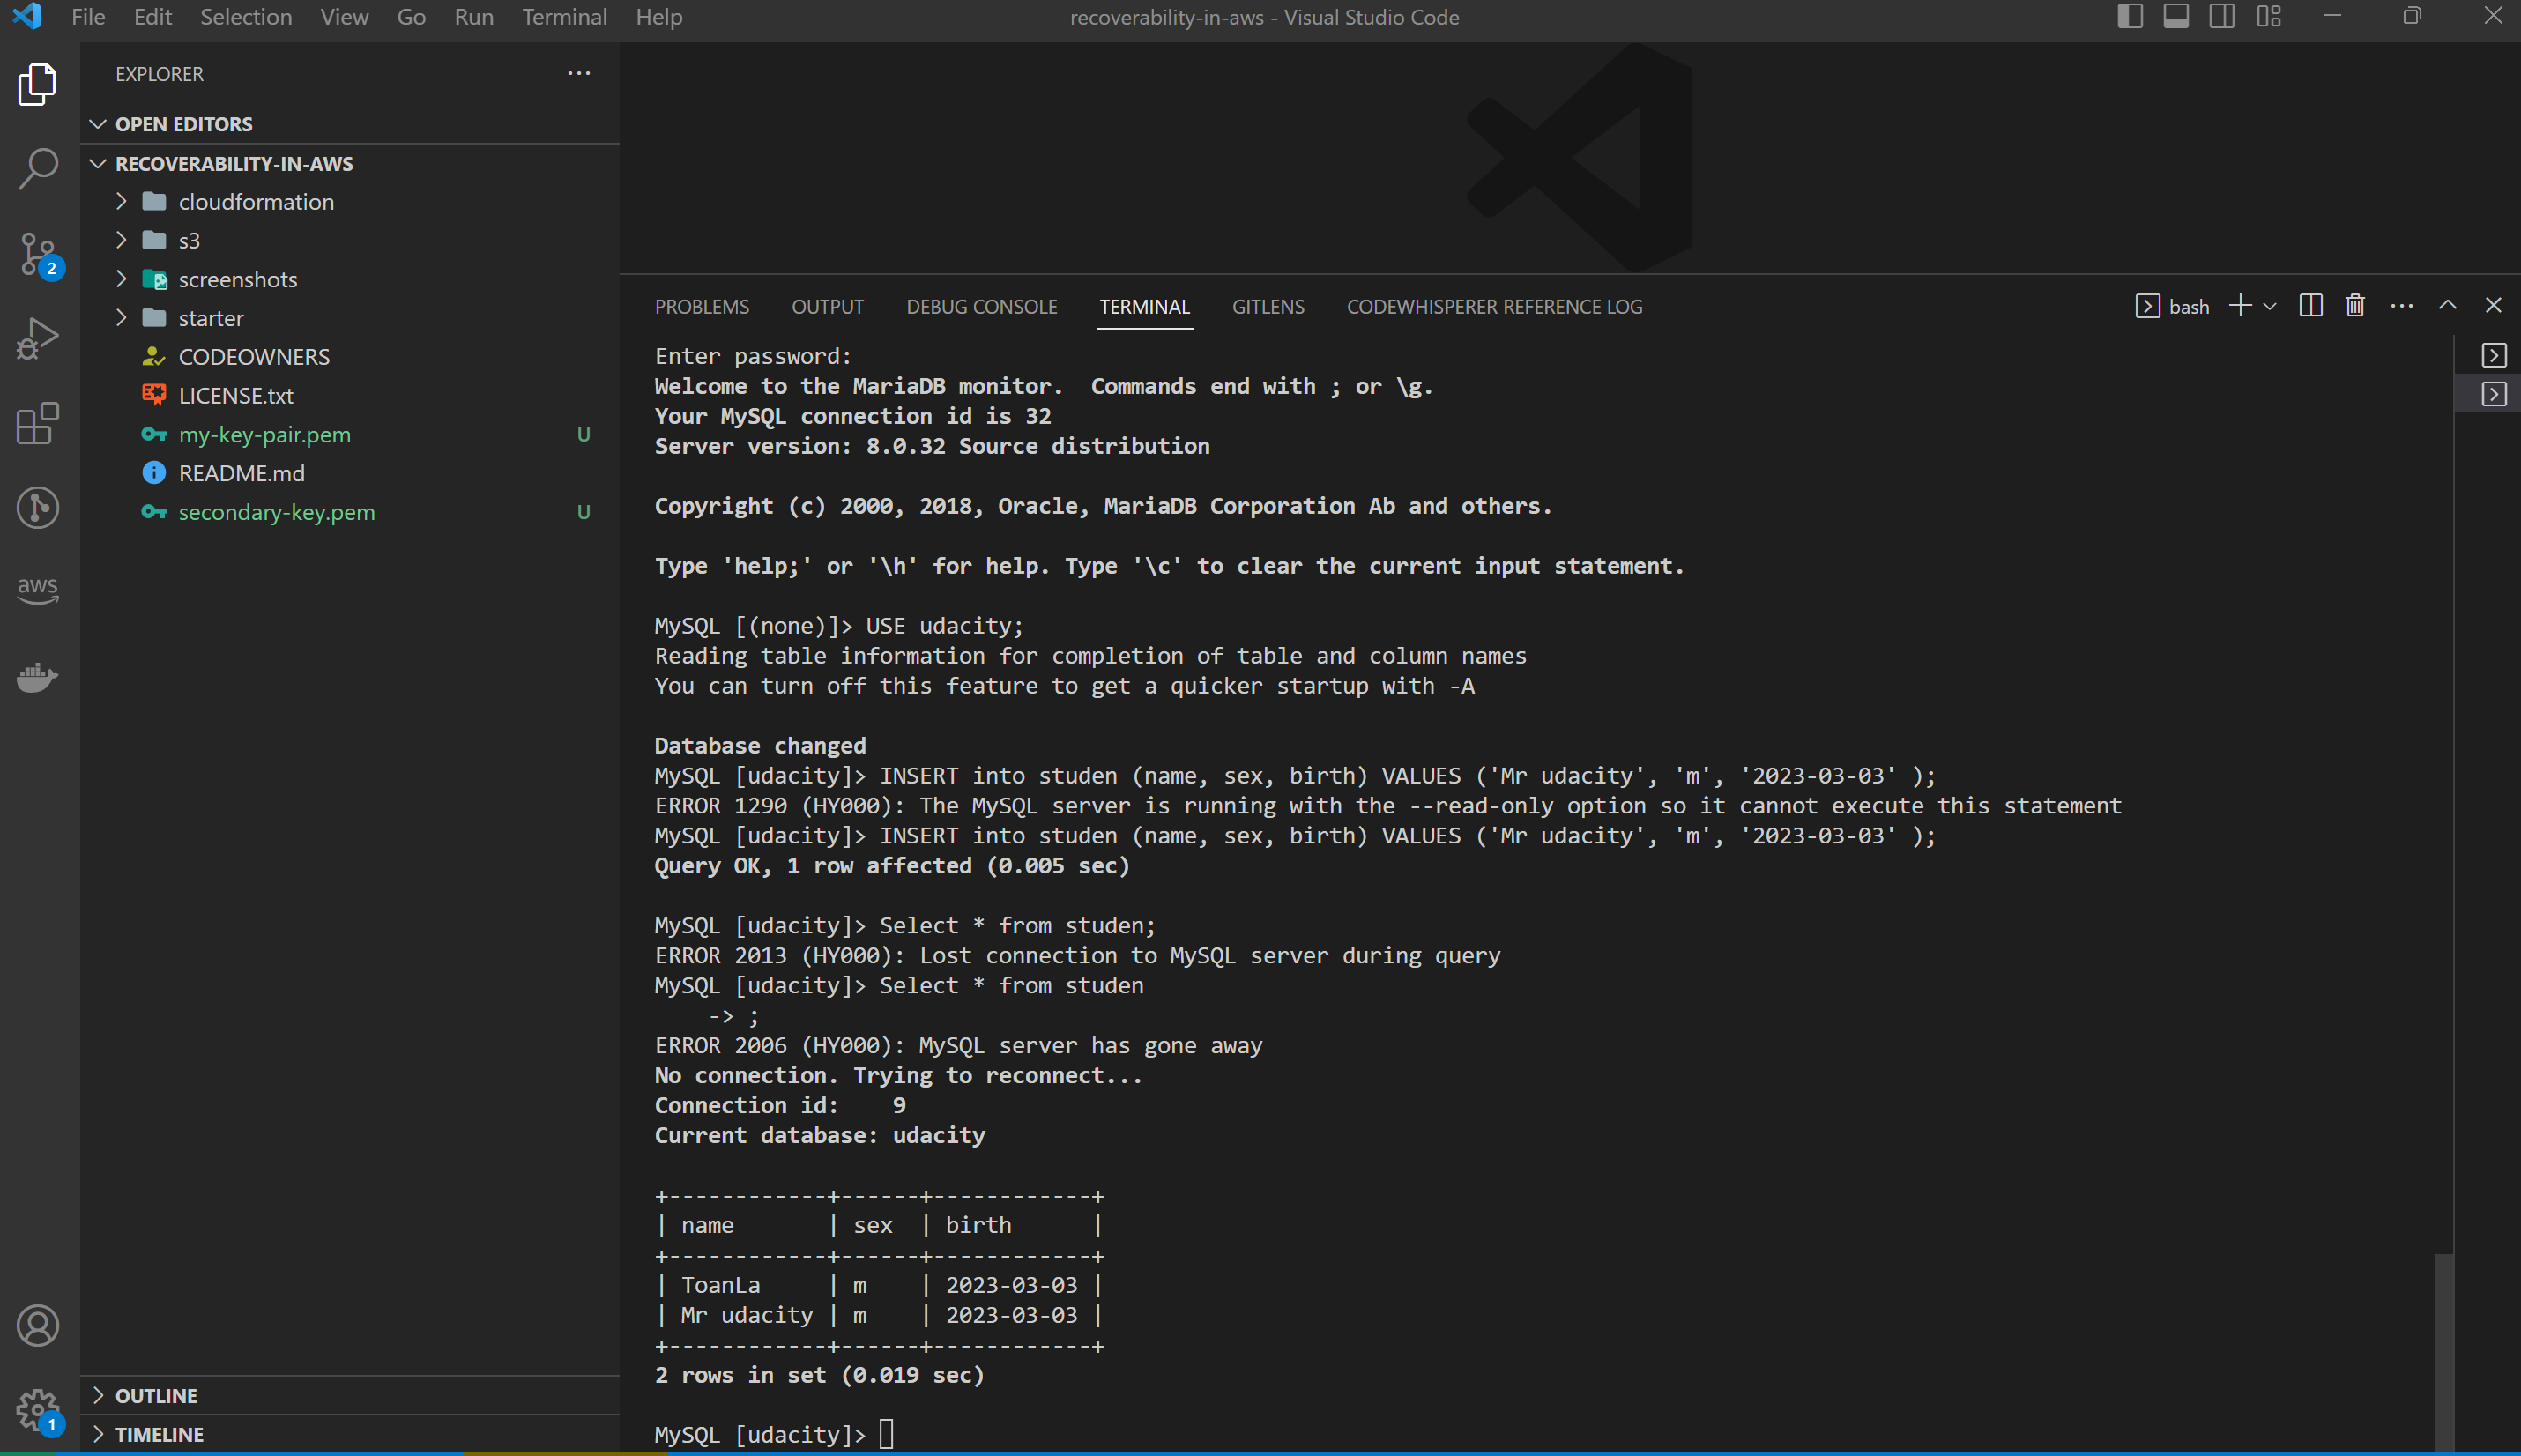 File Edit Selection View Go Run Terminal Help
recoverability-in-aws - Visual Studio Code
EXPLORER
OPEN EDITORS
RECOVERABILITY-IN-AWS
cloudformation
s3
screenshots
starter
CODEOWNERS
LICENSE.txt
my-key-pair.pem U
README.md
secondary-key.pem U
OUTLINE
TIMELINE
2
aws
1
PROBLEMS OUTPUT DEBUG CONSOLE TERMINAL GITLENS CODEWHISPERER REFERENCE LOG
bash
Enter password:
Welcome to the MariaDB monitor.  Commands end with ; or \g.
Your MySQL connection id is 32
Server version: 8.0.32 Source distribution
Copyright (c) 2000, 2018, Oracle, MariaDB Corporation Ab and others.
Type 'help;' or '\h' for help. Type '\c' to clear the current input statement.
MySQL [(none)]> USE udacity;
Reading table information for completion of table and column names
You can turn off this feature to get a quicker startup with -A
Database changed
MySQL [udacity]> INSERT into studen (name, sex, birth) VALUES ('Mr udacity', 'm', '2023-03-03' );
ERROR 1290 (HY000): The MySQL server is running with the --read-only option so it cannot execute this statement
MySQL [udacity]> INSERT into studen (name, sex, birth) VALUES ('Mr udacity', 'm', '2023-03-03' );
Query OK, 1 row affected (0.005 sec)
MySQL [udacity]> Select * from studen;
ERROR 2013 (HY000): Lost connection to MySQL server during query
MySQL [udacity]> Select * from studen
    -> ;
ERROR 2006 (HY000): MySQL server has gone away
No connection. Trying to reconnect...
Connection id:    9
Current database: udacity
+------------+------+------------+
| name       | sex  | birth      |
+------------+------+------------+
| ToanLa     | m    | 2023-03-03 |
| Mr udacity | m    | 2023-03-03 |
+------------+------+------------+
2 rows in set (0.019 sec)
MySQL [udacity]>